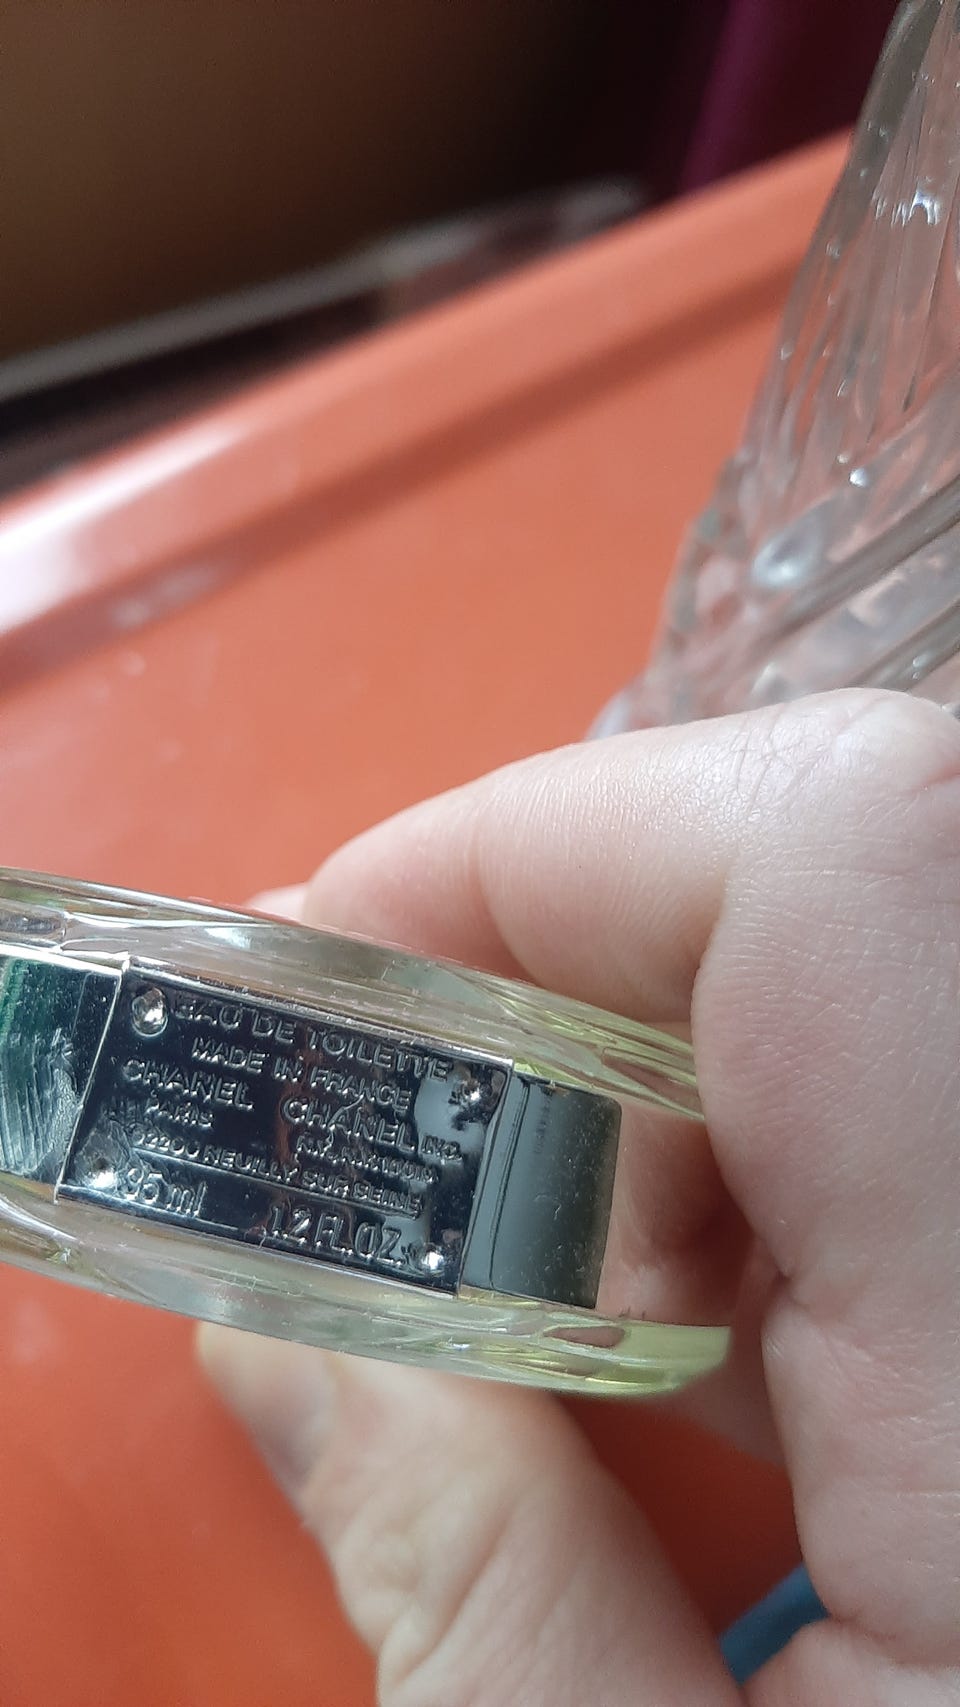 EAU DE TOILETTE
MADE IN FRANCE
CHANEL CHANEL INC.
PARIS N.Y. N.Y. 10019
92200 NEUILLY SUR SEINE
35 ml 1.2 FL. OZ.